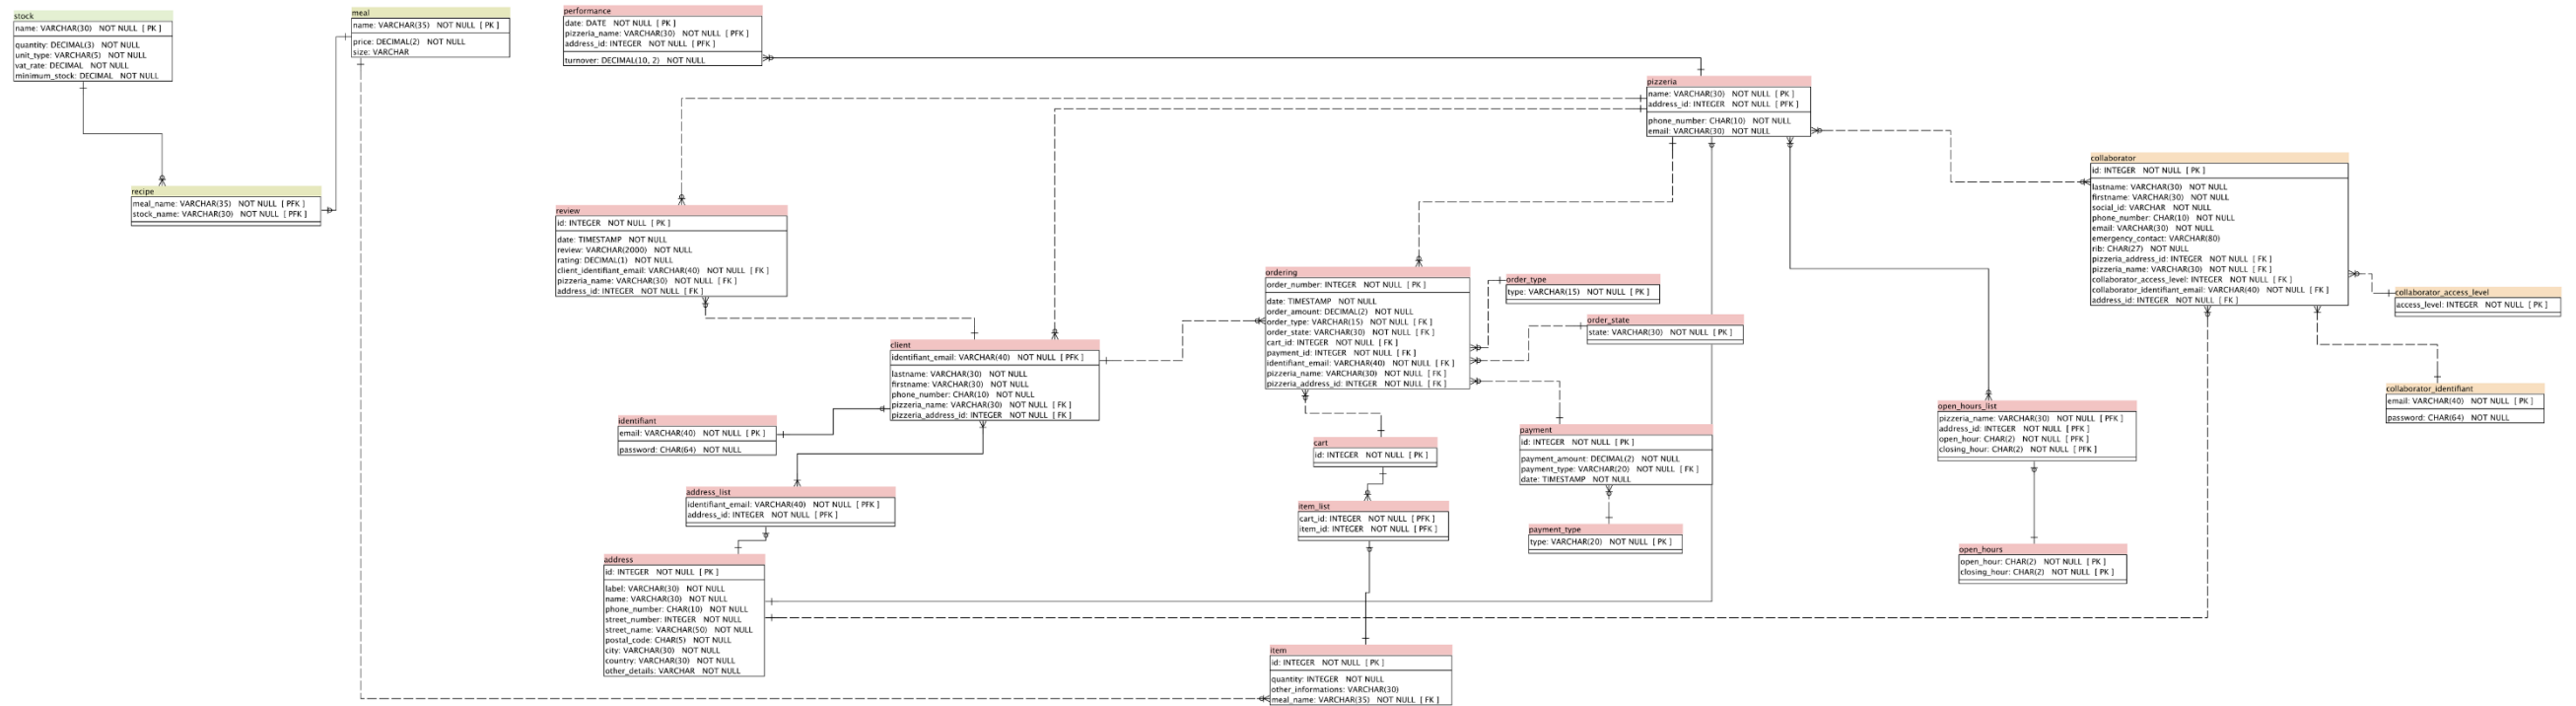 stock
name: VARCHAR(30) NOT NULL [ PK ]
quantity: DECIMAL(3) NOT NULL
unit_type: VARCHAR(5) NOT NULL
vat_rate: DECIMAL NOT NULL
minimum_stock: DECIMAL NOT NULL
meal
name: VARCHAR(35) NOT NULL [ PK ]
price: DECIMAL(2) NOT NULL
size: VARCHAR
performance
date: DATE NOT NULL [ PK ]
pizzeria_name: VARCHAR(30) NOT NULL [ PFK ]
address_id: INTEGER NOT NULL [ PFK ]
turnover: DECIMAL(10, 2) NOT NULL
pizzeria
name: VARCHAR(30) NOT NULL [ PK ]
address_id: INTEGER NOT NULL [ PFK ]
phone_number: CHAR(10) NOT NULL
email: VARCHAR(30) NOT NULL
collaborator
id: INTEGER NOT NULL [ PK ]
lastname: VARCHAR(30) NOT NULL
firstname: VARCHAR(30) NOT NULL
social_id: VARCHAR NOT NULL
phone_number: CHAR(10) NOT NULL
email: VARCHAR(30) NOT NULL
emergency_contact: VARCHAR(80)
rib: CHAR(27) NOT NULL
pizzeria_address_id: INTEGER NOT NULL [ FK ]
pizzeria_name: VARCHAR(30) NOT NULL [ FK ]
collaborator_access_level: INTEGER NOT NULL [ FK ]
collaborator_identifiant_email: VARCHAR(40) NOT NULL [ FK ]
address_id: INTEGER NOT NULL [ FK ]
recipe
meal_name: VARCHAR(35) NOT NULL [ PFK ]
stock_name: VARCHAR(30) NOT NULL [ PFK ]
review
id: INTEGER NOT NULL [ PK ]
date: TIMESTAMP NOT NULL
review: VARCHAR(2000) NOT NULL
rating: DECIMAL(1) NOT NULL
client_identifiant_email: VARCHAR(40) NOT NULL [ FK ]
pizzeria_name: VARCHAR(30) NOT NULL [ FK ]
address_id: INTEGER NOT NULL [ FK ]
ordering
order_number: INTEGER NOT NULL [ PK ]
date: TIMESTAMP NOT NULL
order_amount: DECIMAL(2) NOT NULL
order_type: VARCHAR(15) NOT NULL [ FK ]
order_state: VARCHAR(30) NOT NULL [ FK ]
cart_id: INTEGER NOT NULL [ FK ]
payment_id: INTEGER NOT NULL [ FK ]
identifiant_email: VARCHAR(40) NOT NULL [ FK ]
pizzeria_name: VARCHAR(30) NOT NULL [ FK ]
pizzeria_address_id: INTEGER NOT NULL [ FK ]
order_type
type: VARCHAR(15) NOT NULL [ PK ]
order_state
state: VARCHAR(30) NOT NULL [ PK ]
collaborator_access_level
access_level: INTEGER NOT NULL [ PK ]
client
identifiant_email: VARCHAR(40) NOT NULL [ PFK ]
lastname: VARCHAR(30) NOT NULL
firstname: VARCHAR(30) NOT NULL
phone_number: CHAR(10) NOT NULL
pizzeria_name: VARCHAR(30) NOT NULL [ FK ]
pizzeria_address_id: INTEGER NOT NULL [ FK ]
collaborator_identifiant
email: VARCHAR(40) NOT NULL [ PK ]
password: CHAR(64) NOT NULL
open_hours_list
pizzeria_name: VARCHAR(30) NOT NULL [ PFK ]
address_id: INTEGER NOT NULL [ PFK ]
open_hour: CHAR(2) NOT NULL [ PFK ]
closing_hour: CHAR(2) NOT NULL [ PFK ]
identifiant
email: VARCHAR(40) NOT NULL [ PK ]
password: CHAR(64) NOT NULL
payment
id: INTEGER NOT NULL [ PK ]
payment_amount: DECIMAL(2) NOT NULL
payment_type: VARCHAR(20) NOT NULL [ FK ]
date: TIMESTAMP NOT NULL
cart
id: INTEGER NOT NULL [ PK ]
address_list
identifiant_email: VARCHAR(40) NOT NULL [ PFK ]
address_id: INTEGER NOT NULL [ PFK ]
item_list
cart_id: INTEGER NOT NULL [ PFK ]
item_id: INTEGER NOT NULL [ PFK ]
payment_type
type: VARCHAR(20) NOT NULL [ PK ]
open_hours
open_hour: CHAR(2) NOT NULL [ PK ]
closing_hour: CHAR(2) NOT NULL [ PK ]
address
id: INTEGER NOT NULL [ PK ]
label: VARCHAR(30) NOT NULL
name: VARCHAR(30) NOT NULL
phone_number: CHAR(10) NOT NULL
street_number: INTEGER NOT NULL
street_name: VARCHAR(50) NOT NULL
postal_code: CHAR(5) NOT NULL
city: VARCHAR(30) NOT NULL
country: VARCHAR(30) NOT NULL
other_details: VARCHAR NOT NULL
item
id: INTEGER NOT NULL [ PK ]
quantity: INTEGER NOT NULL
other_informations: VARCHAR(30)
meal_name: VARCHAR(35) NOT NULL [ FK ]